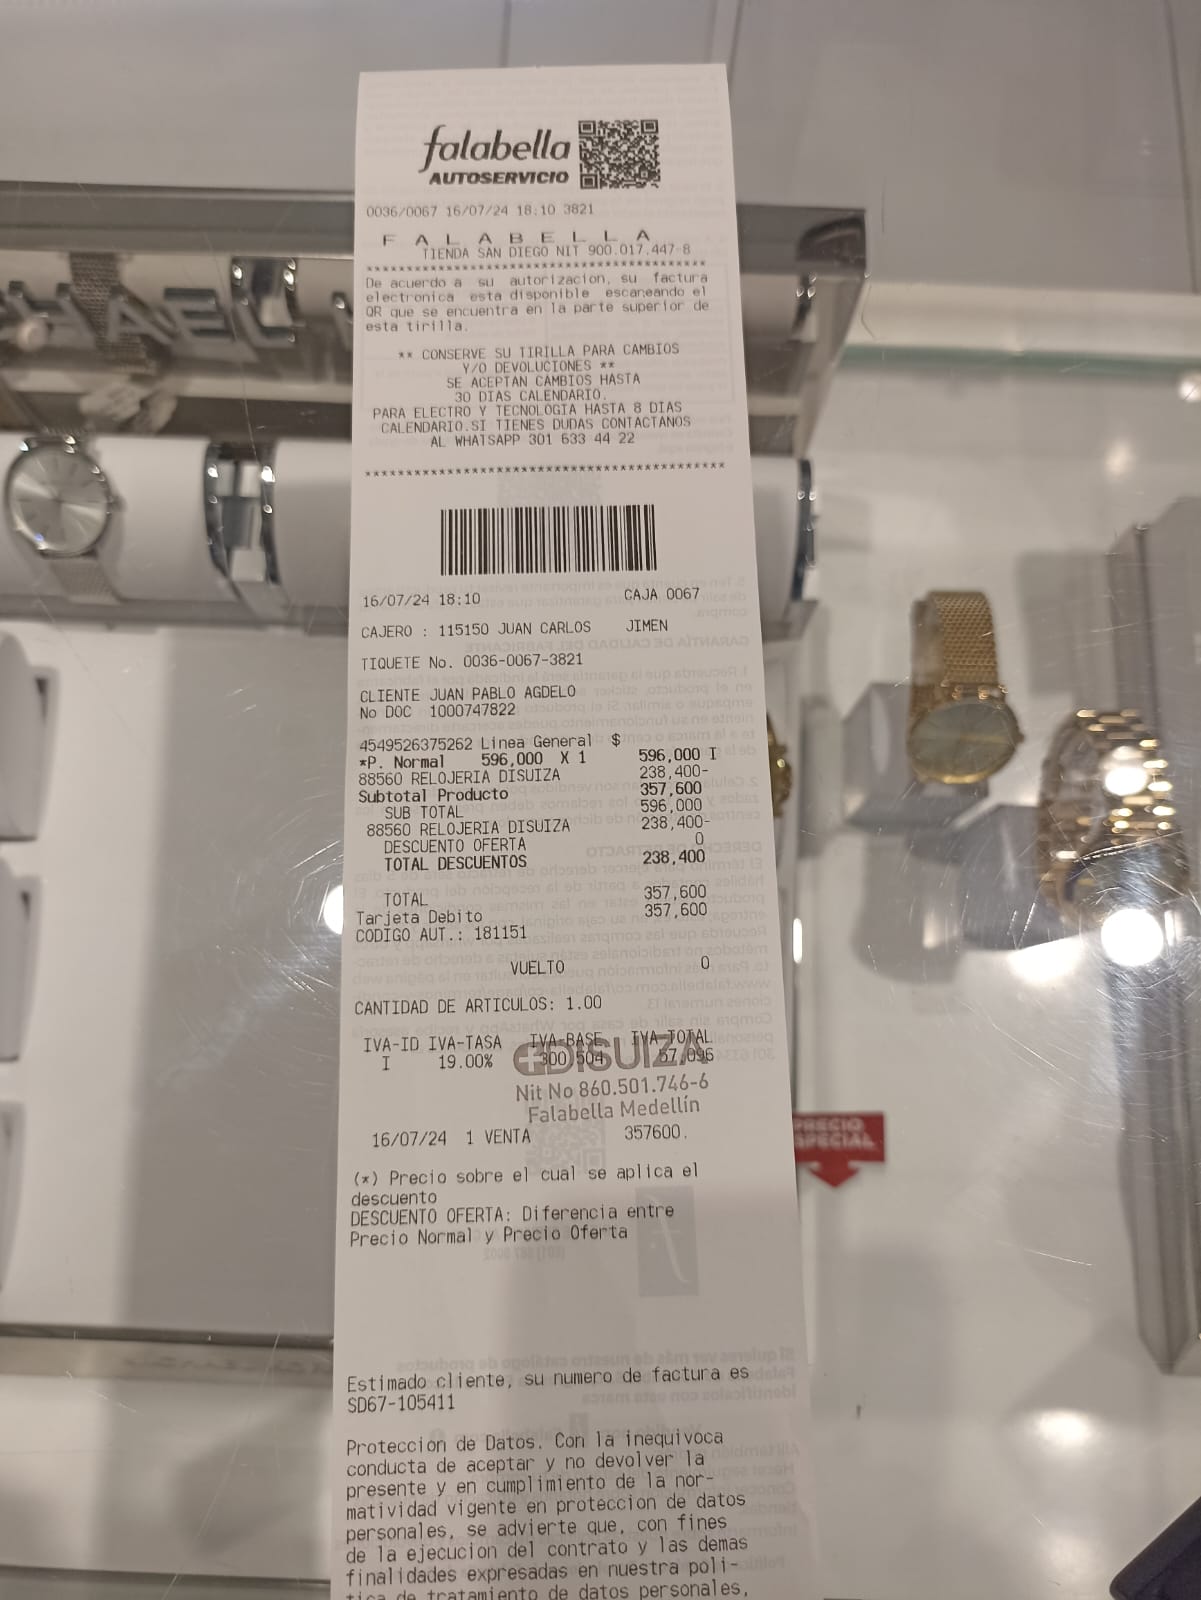 falabella
AUTOSERVICIO
0036/0067 16/07/24 18:10 3821
F A L A B E L L A
TIENDA SAN DIEGO NIT 900.017.447-8
******************************************
De acuerdo a su autorizacion, su factura
electronica esta disponible escaneando el
QR que se encuentra en la parte superior de
esta tirilla.
** CONSERVE SU TIRILLA PARA CAMBIOS
Y/O DEVOLUCIONES **
SE ACEPTAN CAMBIOS HASTA
30 DIAS CALENDARIO.
PARA ELECTRO Y TECNOLOGIA HASTA 8 DIAS
CALENDARIO.SI TIENES DUDAS CONTACTANOS
AL WHATSAPP 301 633 44 22
******************************************
HAEL
16/07/24 18:10 CAJA 0067
CAJERO : 115150 JUAN CARLOS JIMEN
TIQUETE No. 0036-0067-3821
CLIENTE JUAN PABLO AGDELO
No DOC 1000747822
4549526375262 Linea General $
*P. Normal 596,000 X 1 596,000 I
88560 RELOJERIA DISUIZA 238,400-
Subtotal Producto 357,600
SUB TOTAL 596,000
88560 RELOJERIA DISUIZA 238,400-
DESCUENTO OFERTA 0
TOTAL DESCUENTOS 238,400
TOTAL 357,600
Tarjeta Debito 357,600
CODIGO AUT.: 181151
VUELTO 0
CANTIDAD DE ARTICULOS: 1.00
IVA-ID IVA-TASA IVA-BASE IVA-TOTAL
I 19.00% 300,504 57,096
DISUIZA
Nit No 860.501.746-6
Falabella Medellín
16/07/24 1 VENTA 357600.
PRECIO
ESPECIAL
(*) Precio sobre el cual se aplica el
descuento
DESCUENTO OFERTA: Diferencia entre
Precio Normal y Precio Oferta
Estimado cliente, su numero de factura es
SD67-105411
Proteccion de Datos. Con la inequivoca
conducta de aceptar y no devolver la
presente y en cumplimiento de la nor-
matividad vigente en proteccion de datos
personales, se advierte que, con fines
de la ejecucion del contrato y las demas
finalidades expresadas en nuestra poli-
tica de tratamiento de datos personales,